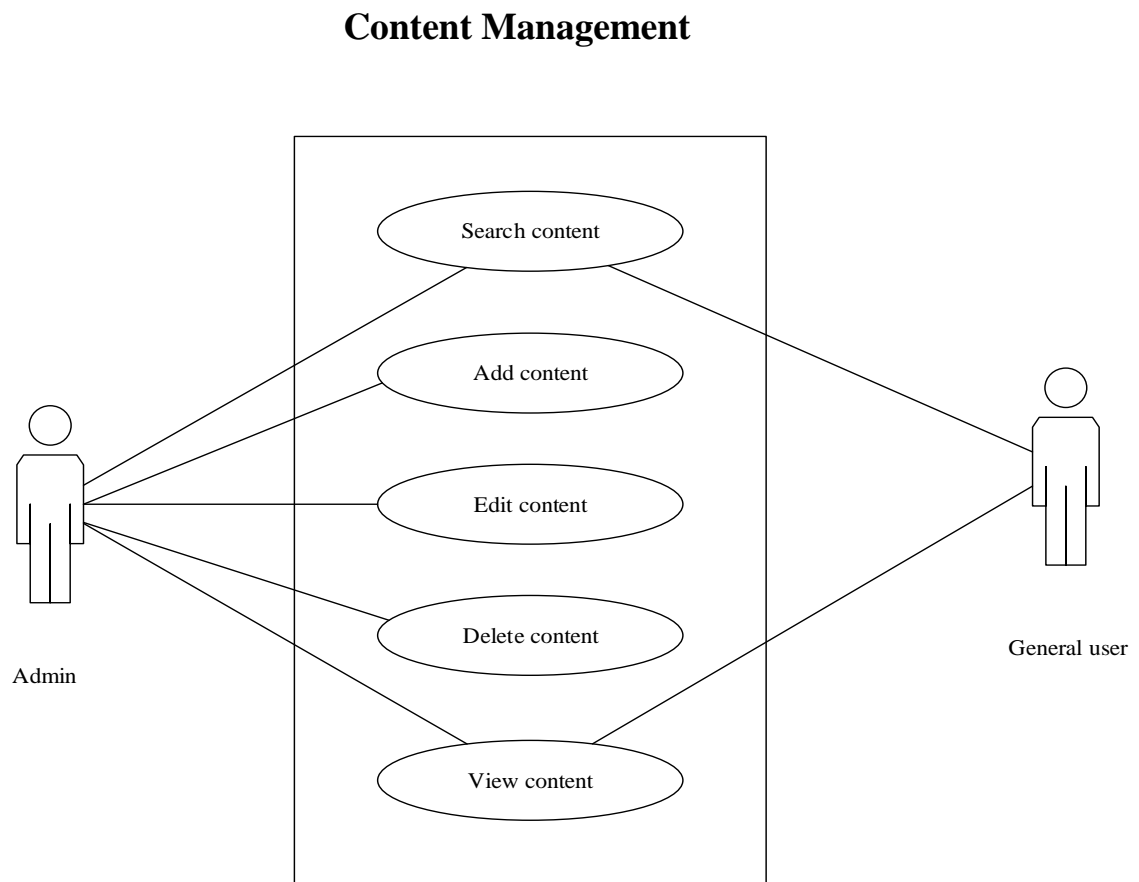 Content Management
Search content
Add content
Edit content
Delete content
View content
Admin
General user